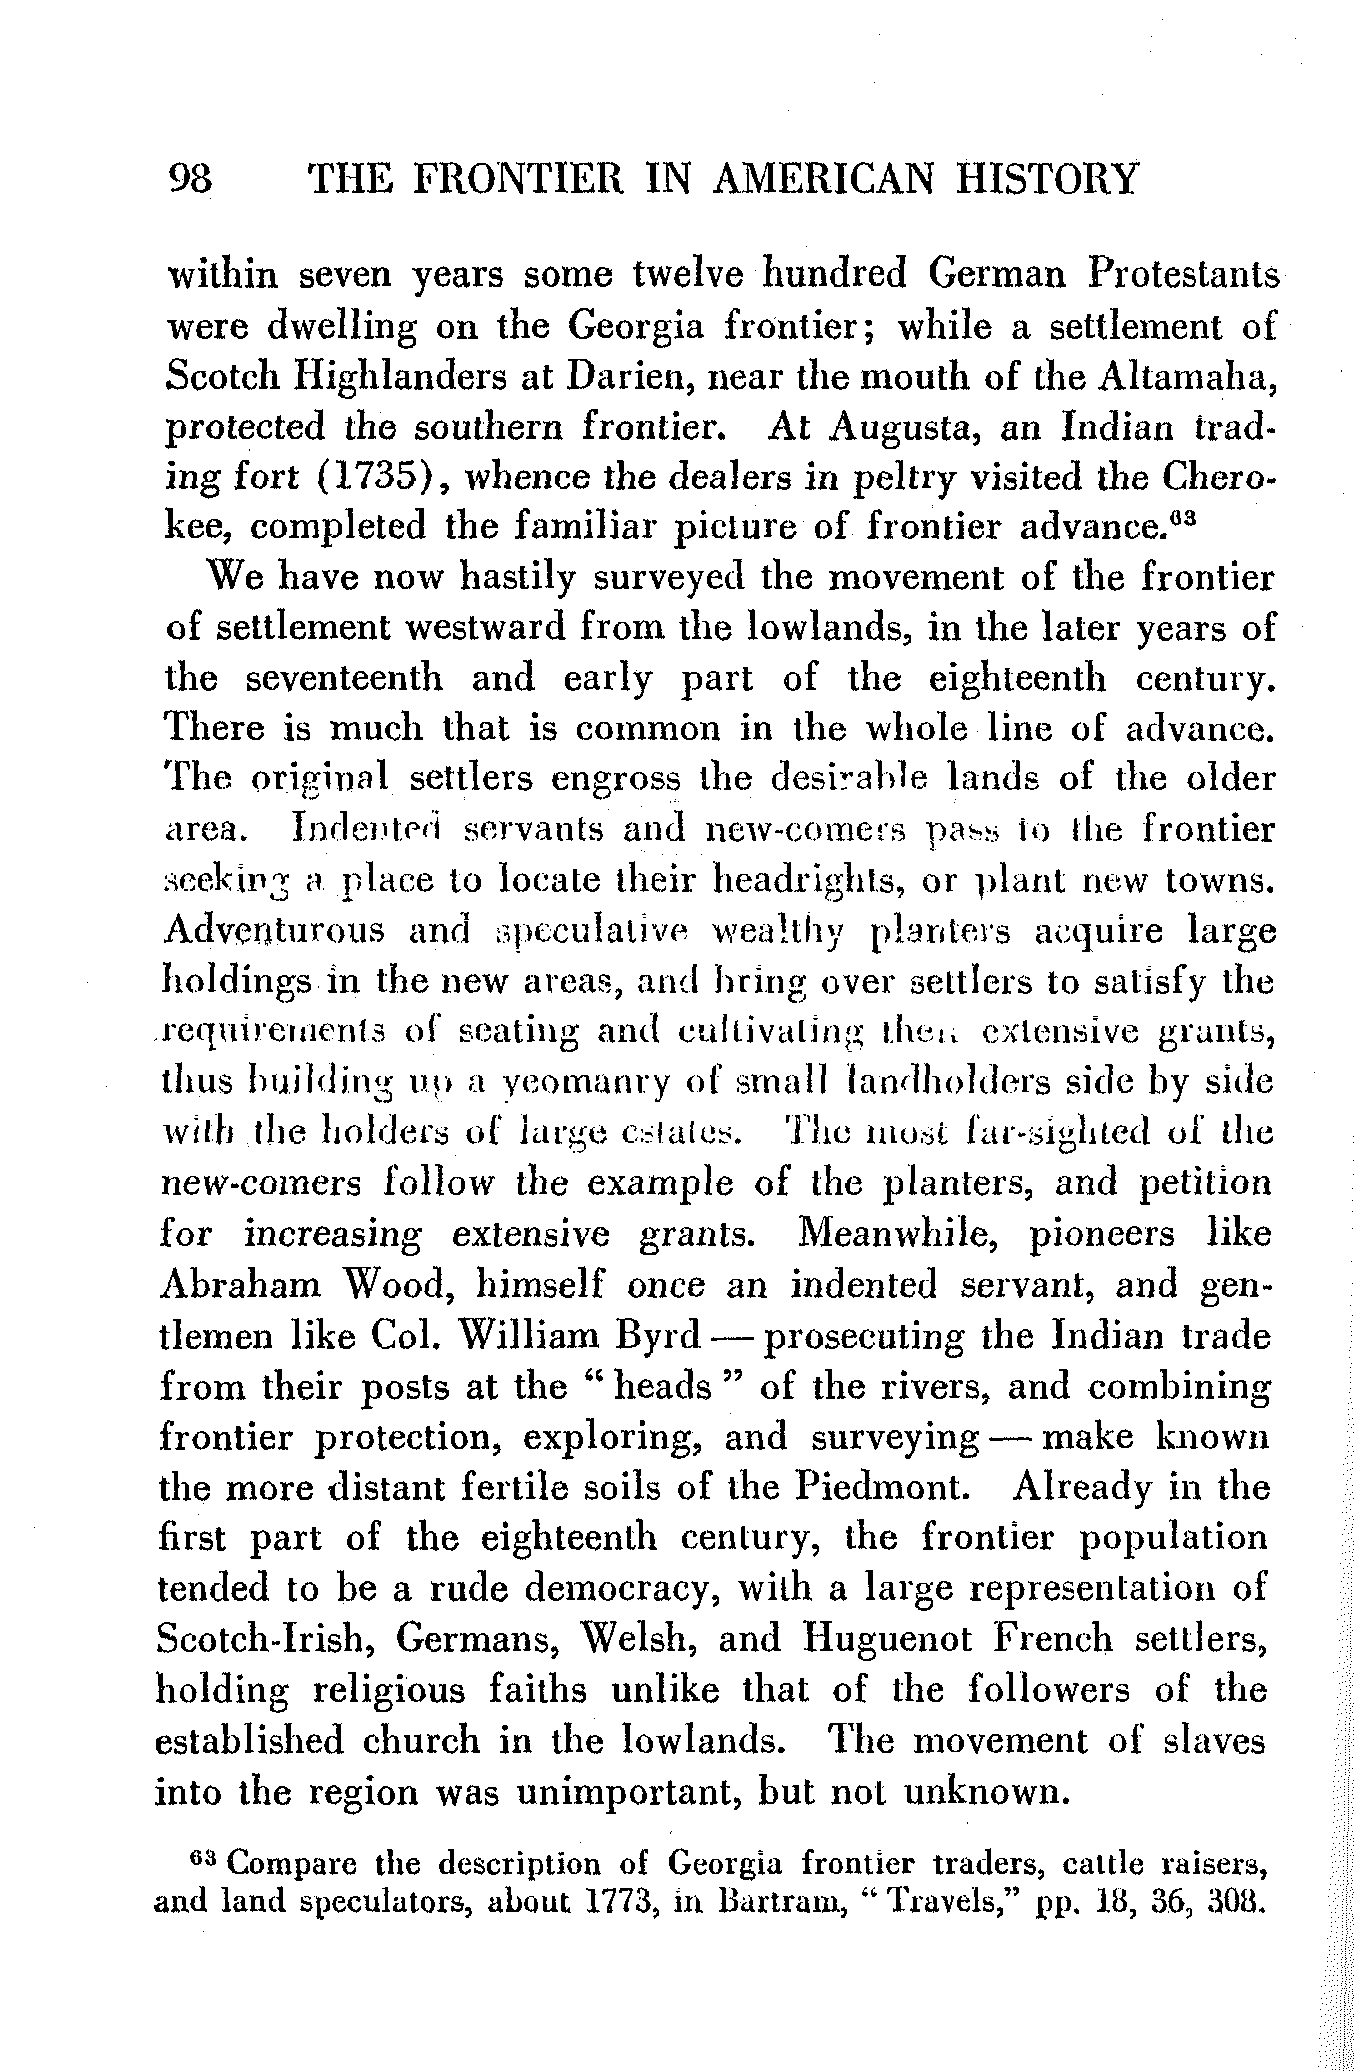 98 THE FRONTIER IN AMERICAN HISTORY
within seven years some twelve hundred German Protestants
were dwelling on the Georgia frontier; while a settlement of
Scotch Highlanders at Darien, near the mouth of the Altamaha,
protected the southern frontier. At Augusta, an Indian trad-
ing fort (1735), whence the dealers in peltry visited the Chero-
kee, completed the familiar picture of frontier advance.⁶³
We have now hastily surveyed the movement of the frontier
of settlement westward from the lowlands, in the later years of
the seventeenth and early part of the eighteenth century.
There is much that is common in the whole line of advance.
The original settlers engross the desirable lands of the older
area. Indented servants and new-comers pass to the frontier
seeking a place to locate their headrights, or plant new towns.
Adventurous and speculative wealthy planters acquire large
holdings in the new areas, and bring over settlers to satisfy the
requirements of seating and cultivating their extensive grants,
thus building up a yeomanry of small landholders side by side
with the holders of large estates. The most far-sighted of the
new-comers follow the example of the planters, and petition
for increasing extensive grants. Meanwhile, pioneers like
Abraham Wood, himself once an indented servant, and gen-
tlemen like Col. William Byrd — prosecuting the Indian trade
from their posts at the “ heads ” of the rivers, and combining
frontier protection, exploring, and surveying — make known
the more distant fertile soils of the Piedmont. Already in the
first part of the eighteenth century, the frontier population
tended to be a rude democracy, with a large representation of
Scotch-Irish, Germans, Welsh, and Huguenot French settlers,
holding religious faiths unlike that of the followers of the
established church in the lowlands. The movement of slaves
into the region was unimportant, but not unknown.
⁶³ Compare the description of Georgia frontier traders, cattle raisers,
and land speculators, about 1773, in Bartram, “ Travels,” pp. 18, 36, 308.